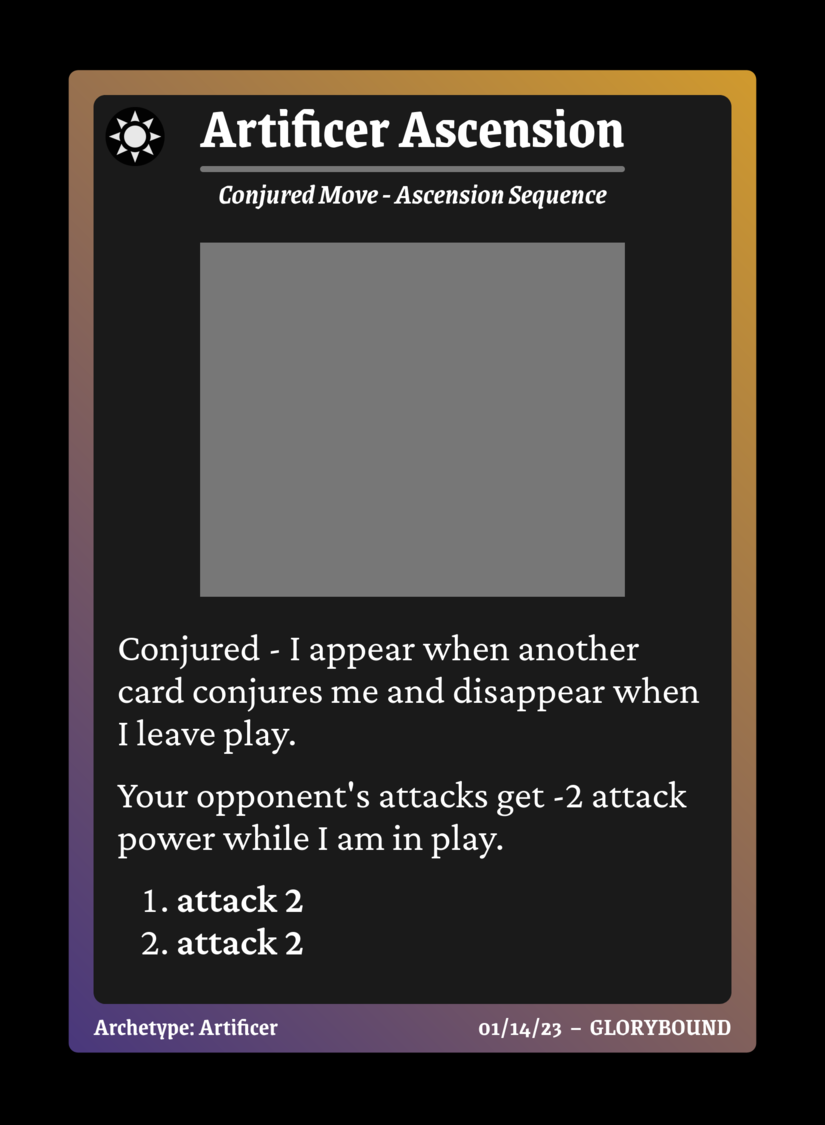 Artificer Ascension
Conjured Move - Ascension Sequence
Conjured - I appear when another
card conjures me and disappear when
I leave play.
Your opponent's attacks get -2 attack
power while I am in play.
1. attack 2
2. attack 2
Archetype: Artificer
01/14/23 – GLORYBOUND